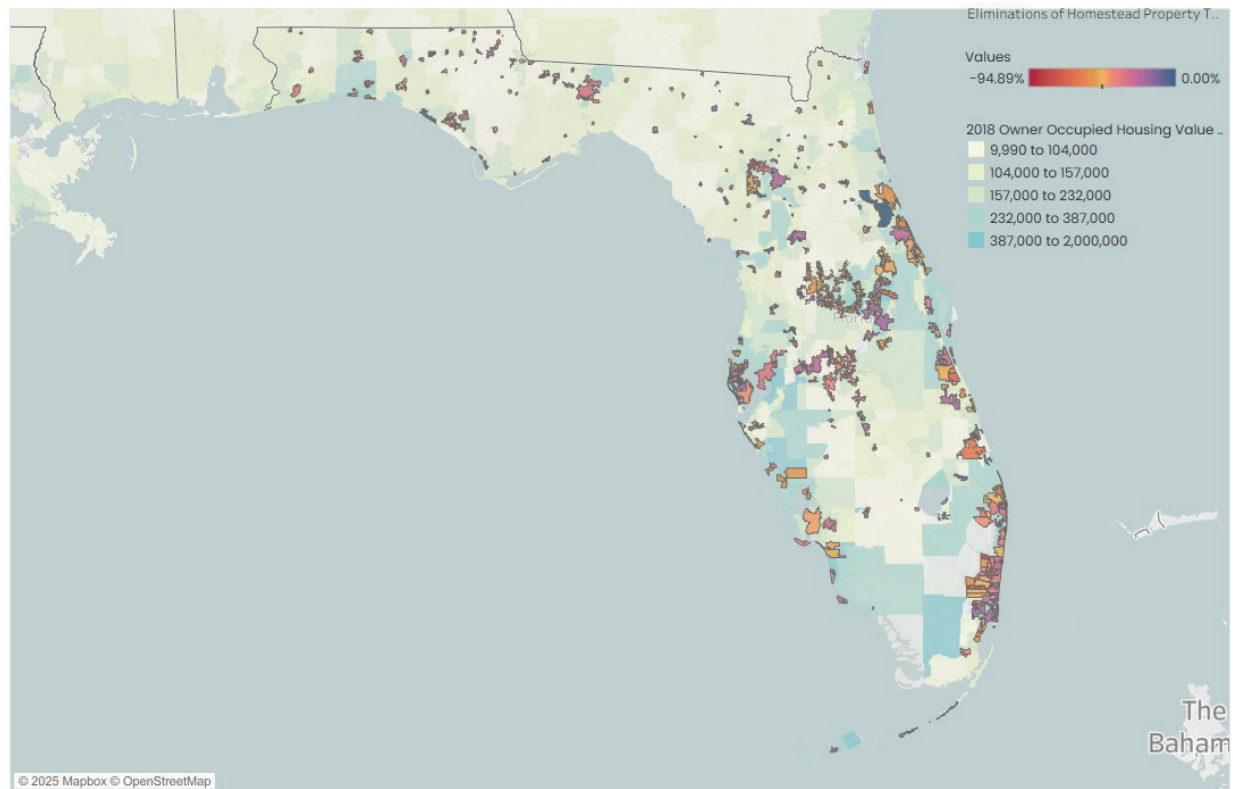 Eliminations of Homestead Property T..
Values
-94.89%
0.00%
2018 Owner Occupied Housing Value ..
9,990 to 104,000
104,000 to 157,000
157,000 to 232,000
232,000 to 387,000
387,000 to 2,000,000
The
Baham
© 2025 Mapbox © OpenStreetMap